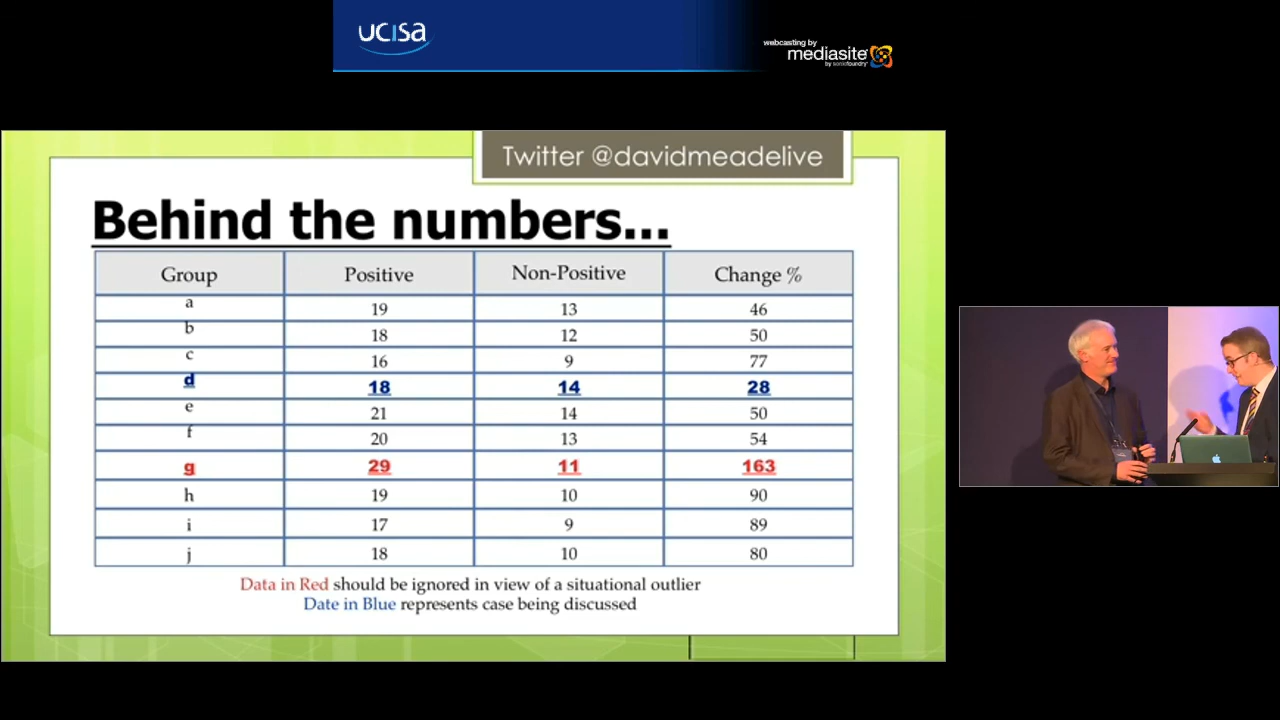 ucisa
webcasting by
mediasite
by sonicfoundry
Twitter @davidmeadelive
Behind the numbers...
Group Positive Non-Positive Change %
a 19 13 46
b 18 12 50
c 16 9 77
d 18 14 28
e 21 14 50
f 20 13 54
g 29 11 163
h 19 10 90
i 17 9 89
j 18 10 80
Data in Red should be ignored in view of a situational outlier
Date in Blue represents case being discussed